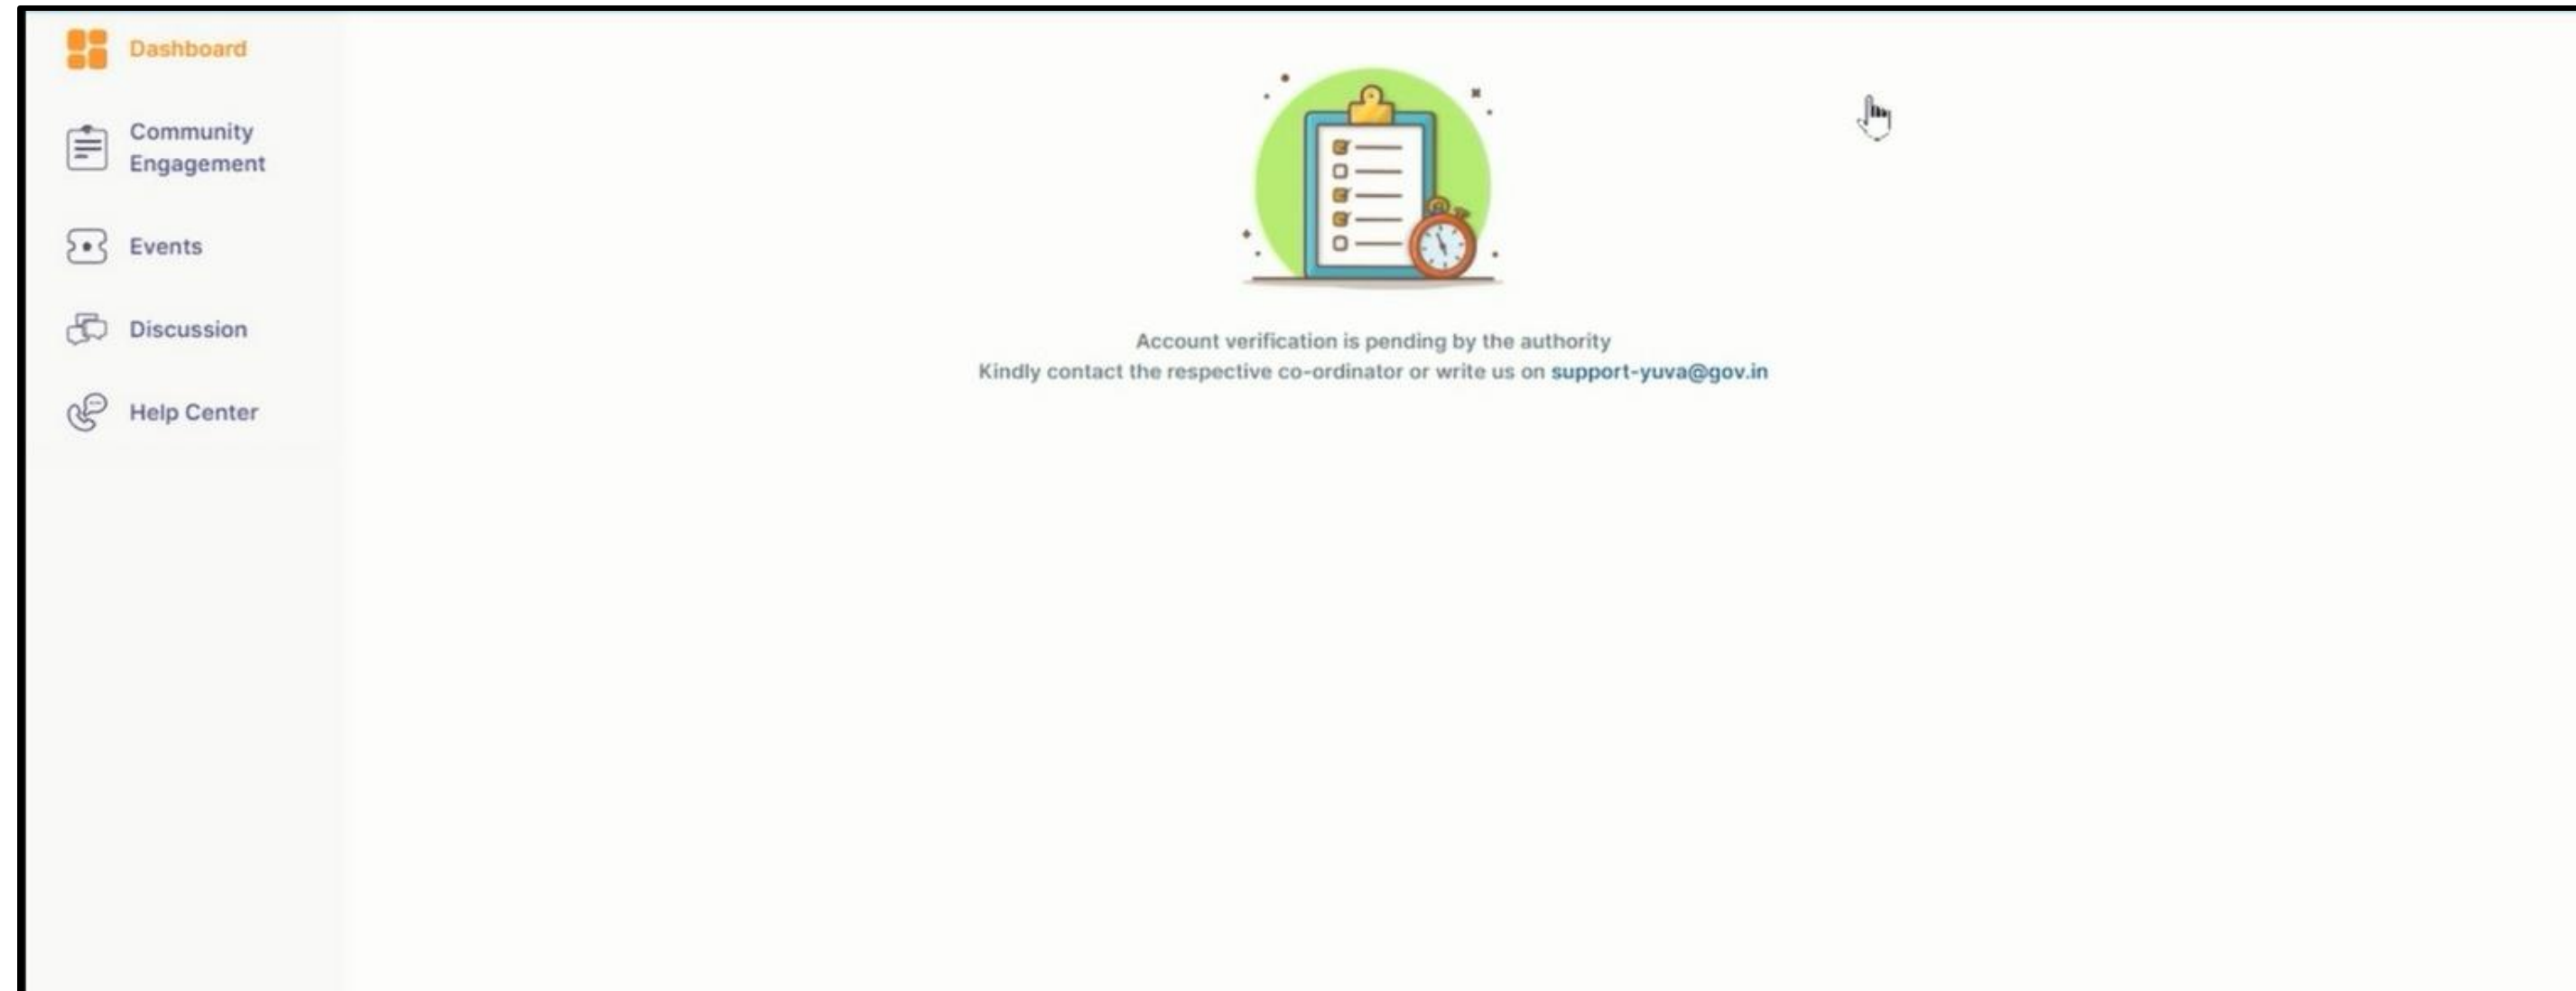 Dashboard
Community
Engagement
Events
Discussion
Help Center
Account verification is pending by the authority
Kindly contact the respective co-ordinator or write us on support-yuva@gov.in